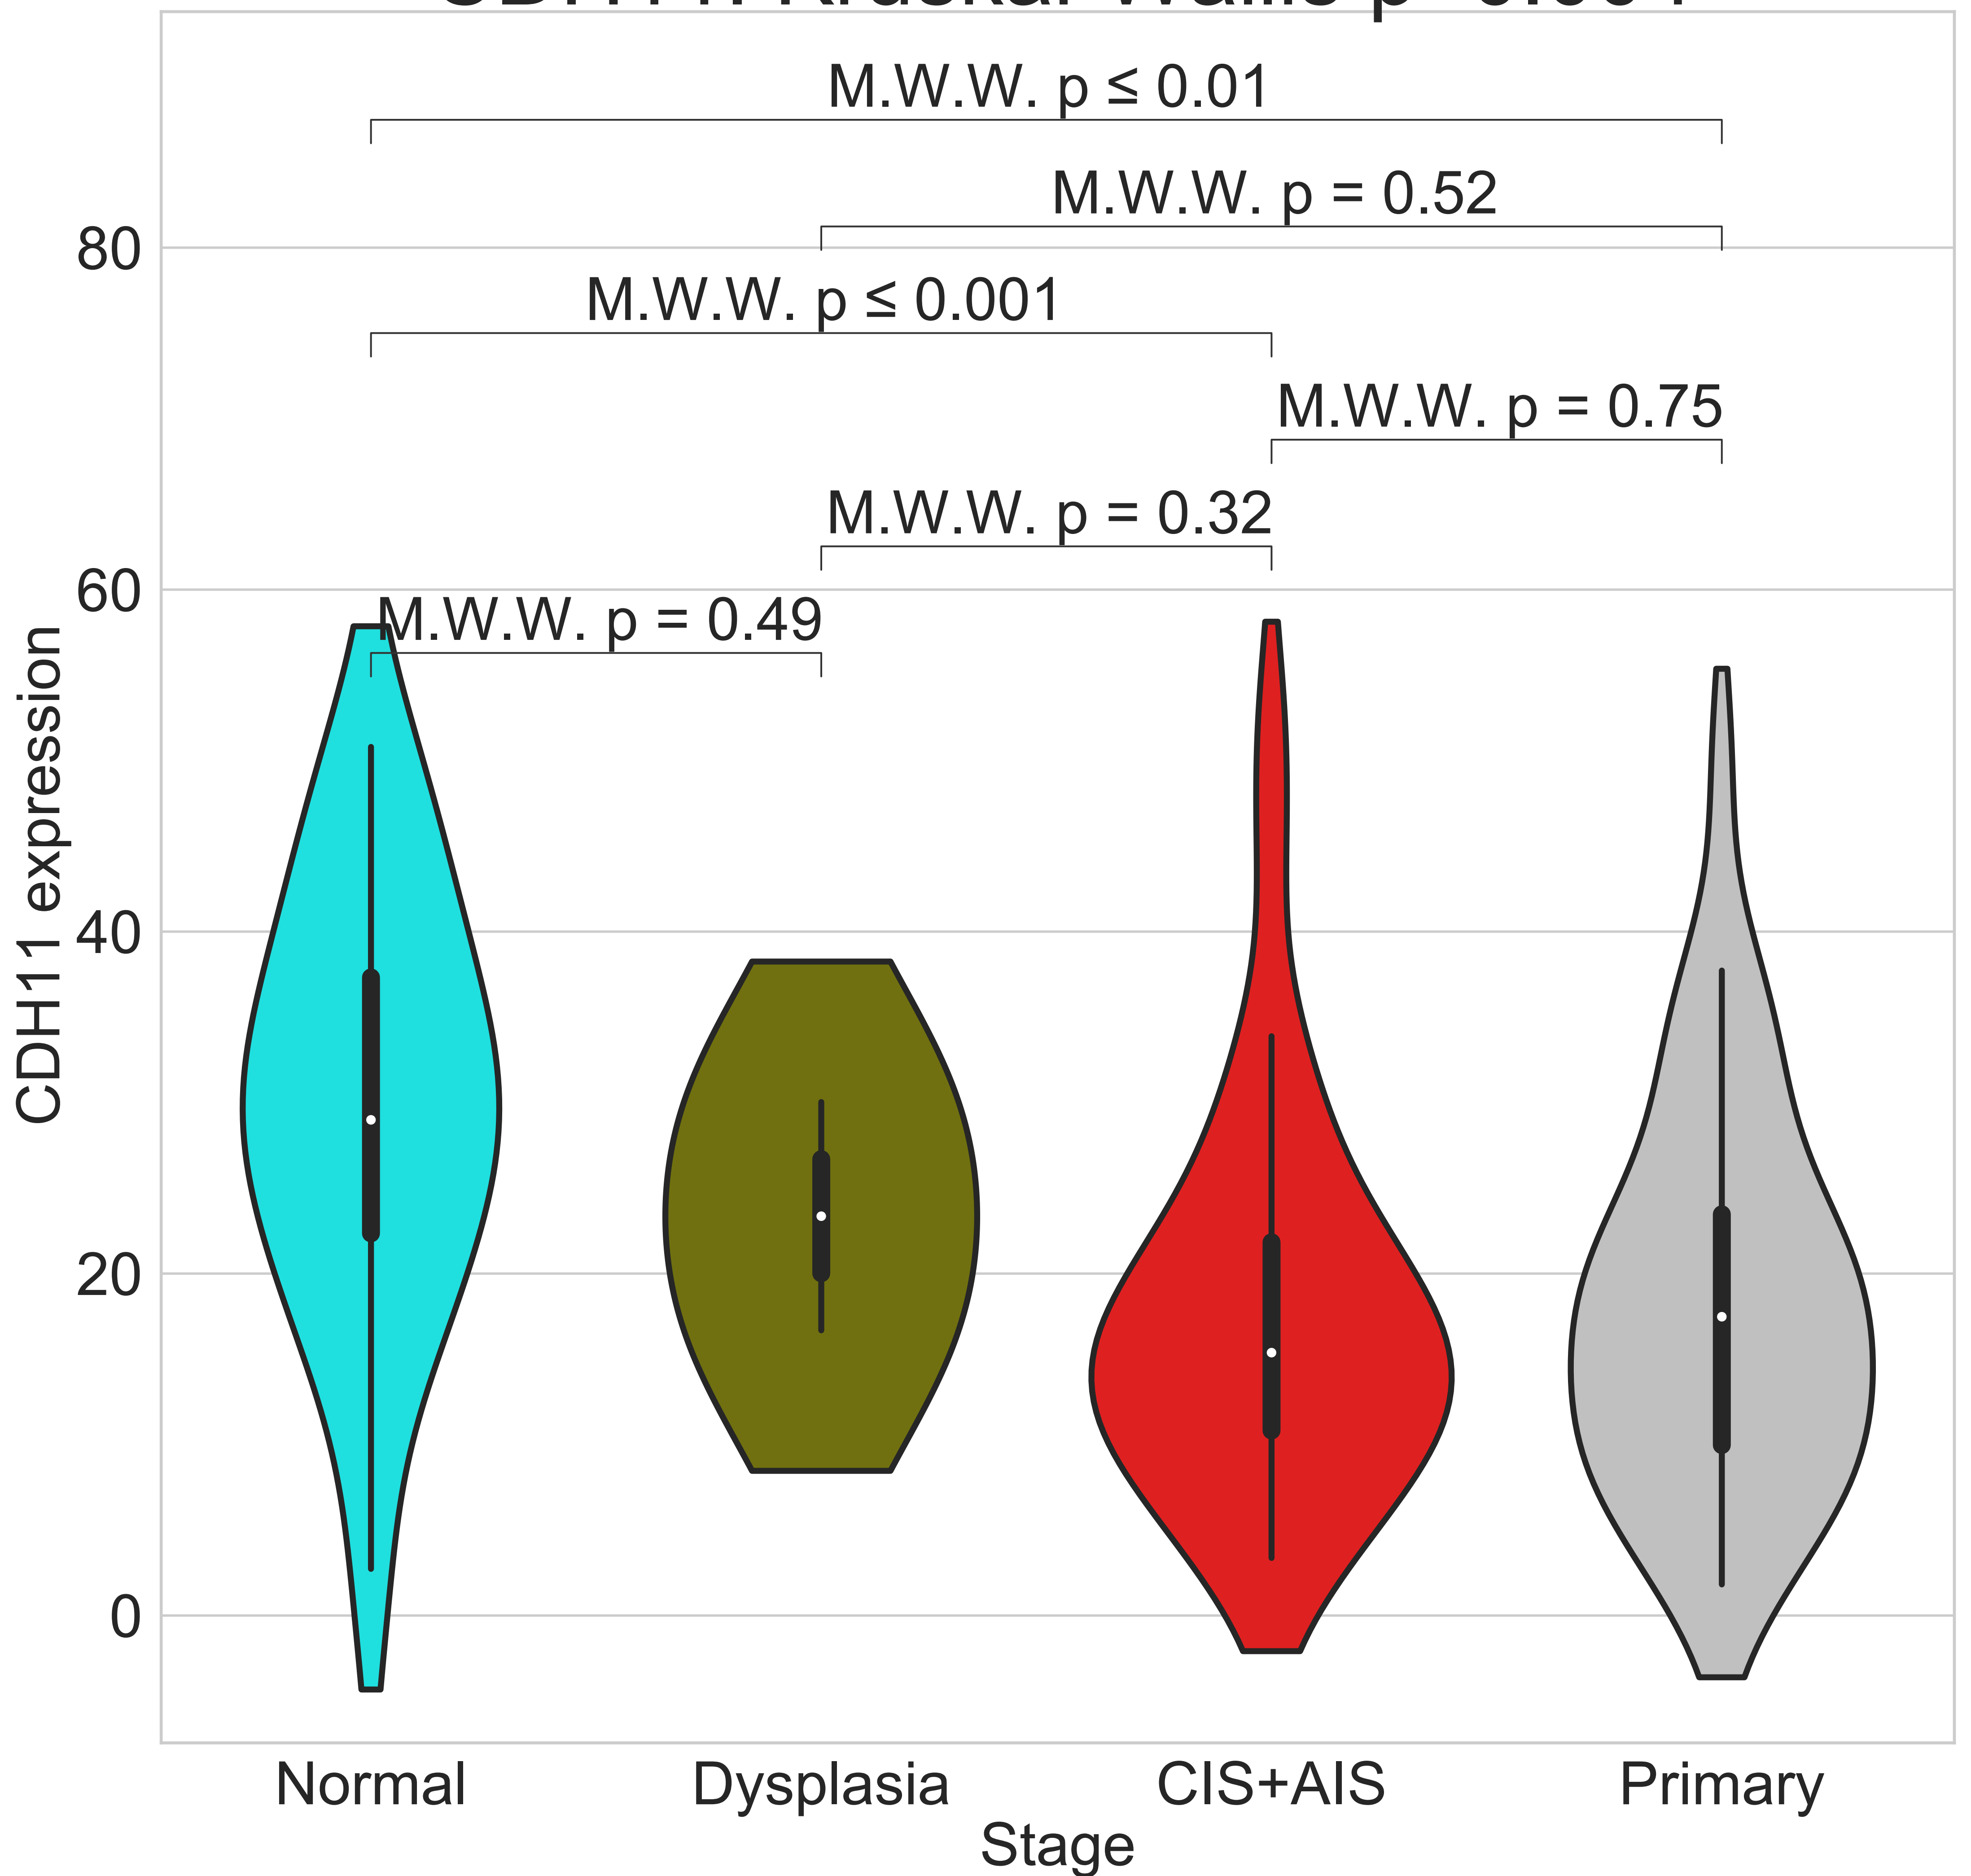 M.W.W. p ≤ 0.01
M.W.W. p = 0.52
80
M.W.W. p ≤ 0.001
M.W.W. p = 0.75
M.W.W. p = 0.32
60
M.W.W. p = 0.49
CDH11 expression
40
20
0
Normal Dysplasia CIS+AIS Primary
Stage